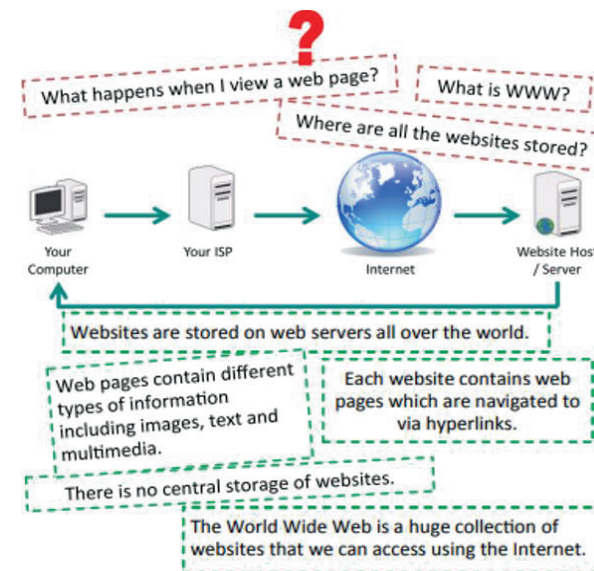 ?
What happens when I view a web page?
What is WWW?
Where are all the websites stored?
Your
Computer
Your ISP
Internet
Website Host
/ Server
Websites are stored on web servers all over the world.
Web pages contain different
types of information
including images, text and
multimedia.
Each website contains web
pages which are navigated to
via hyperlinks.
There is no central storage of websites.
The World Wide Web is a huge collection of
websites that we can access using the Internet.